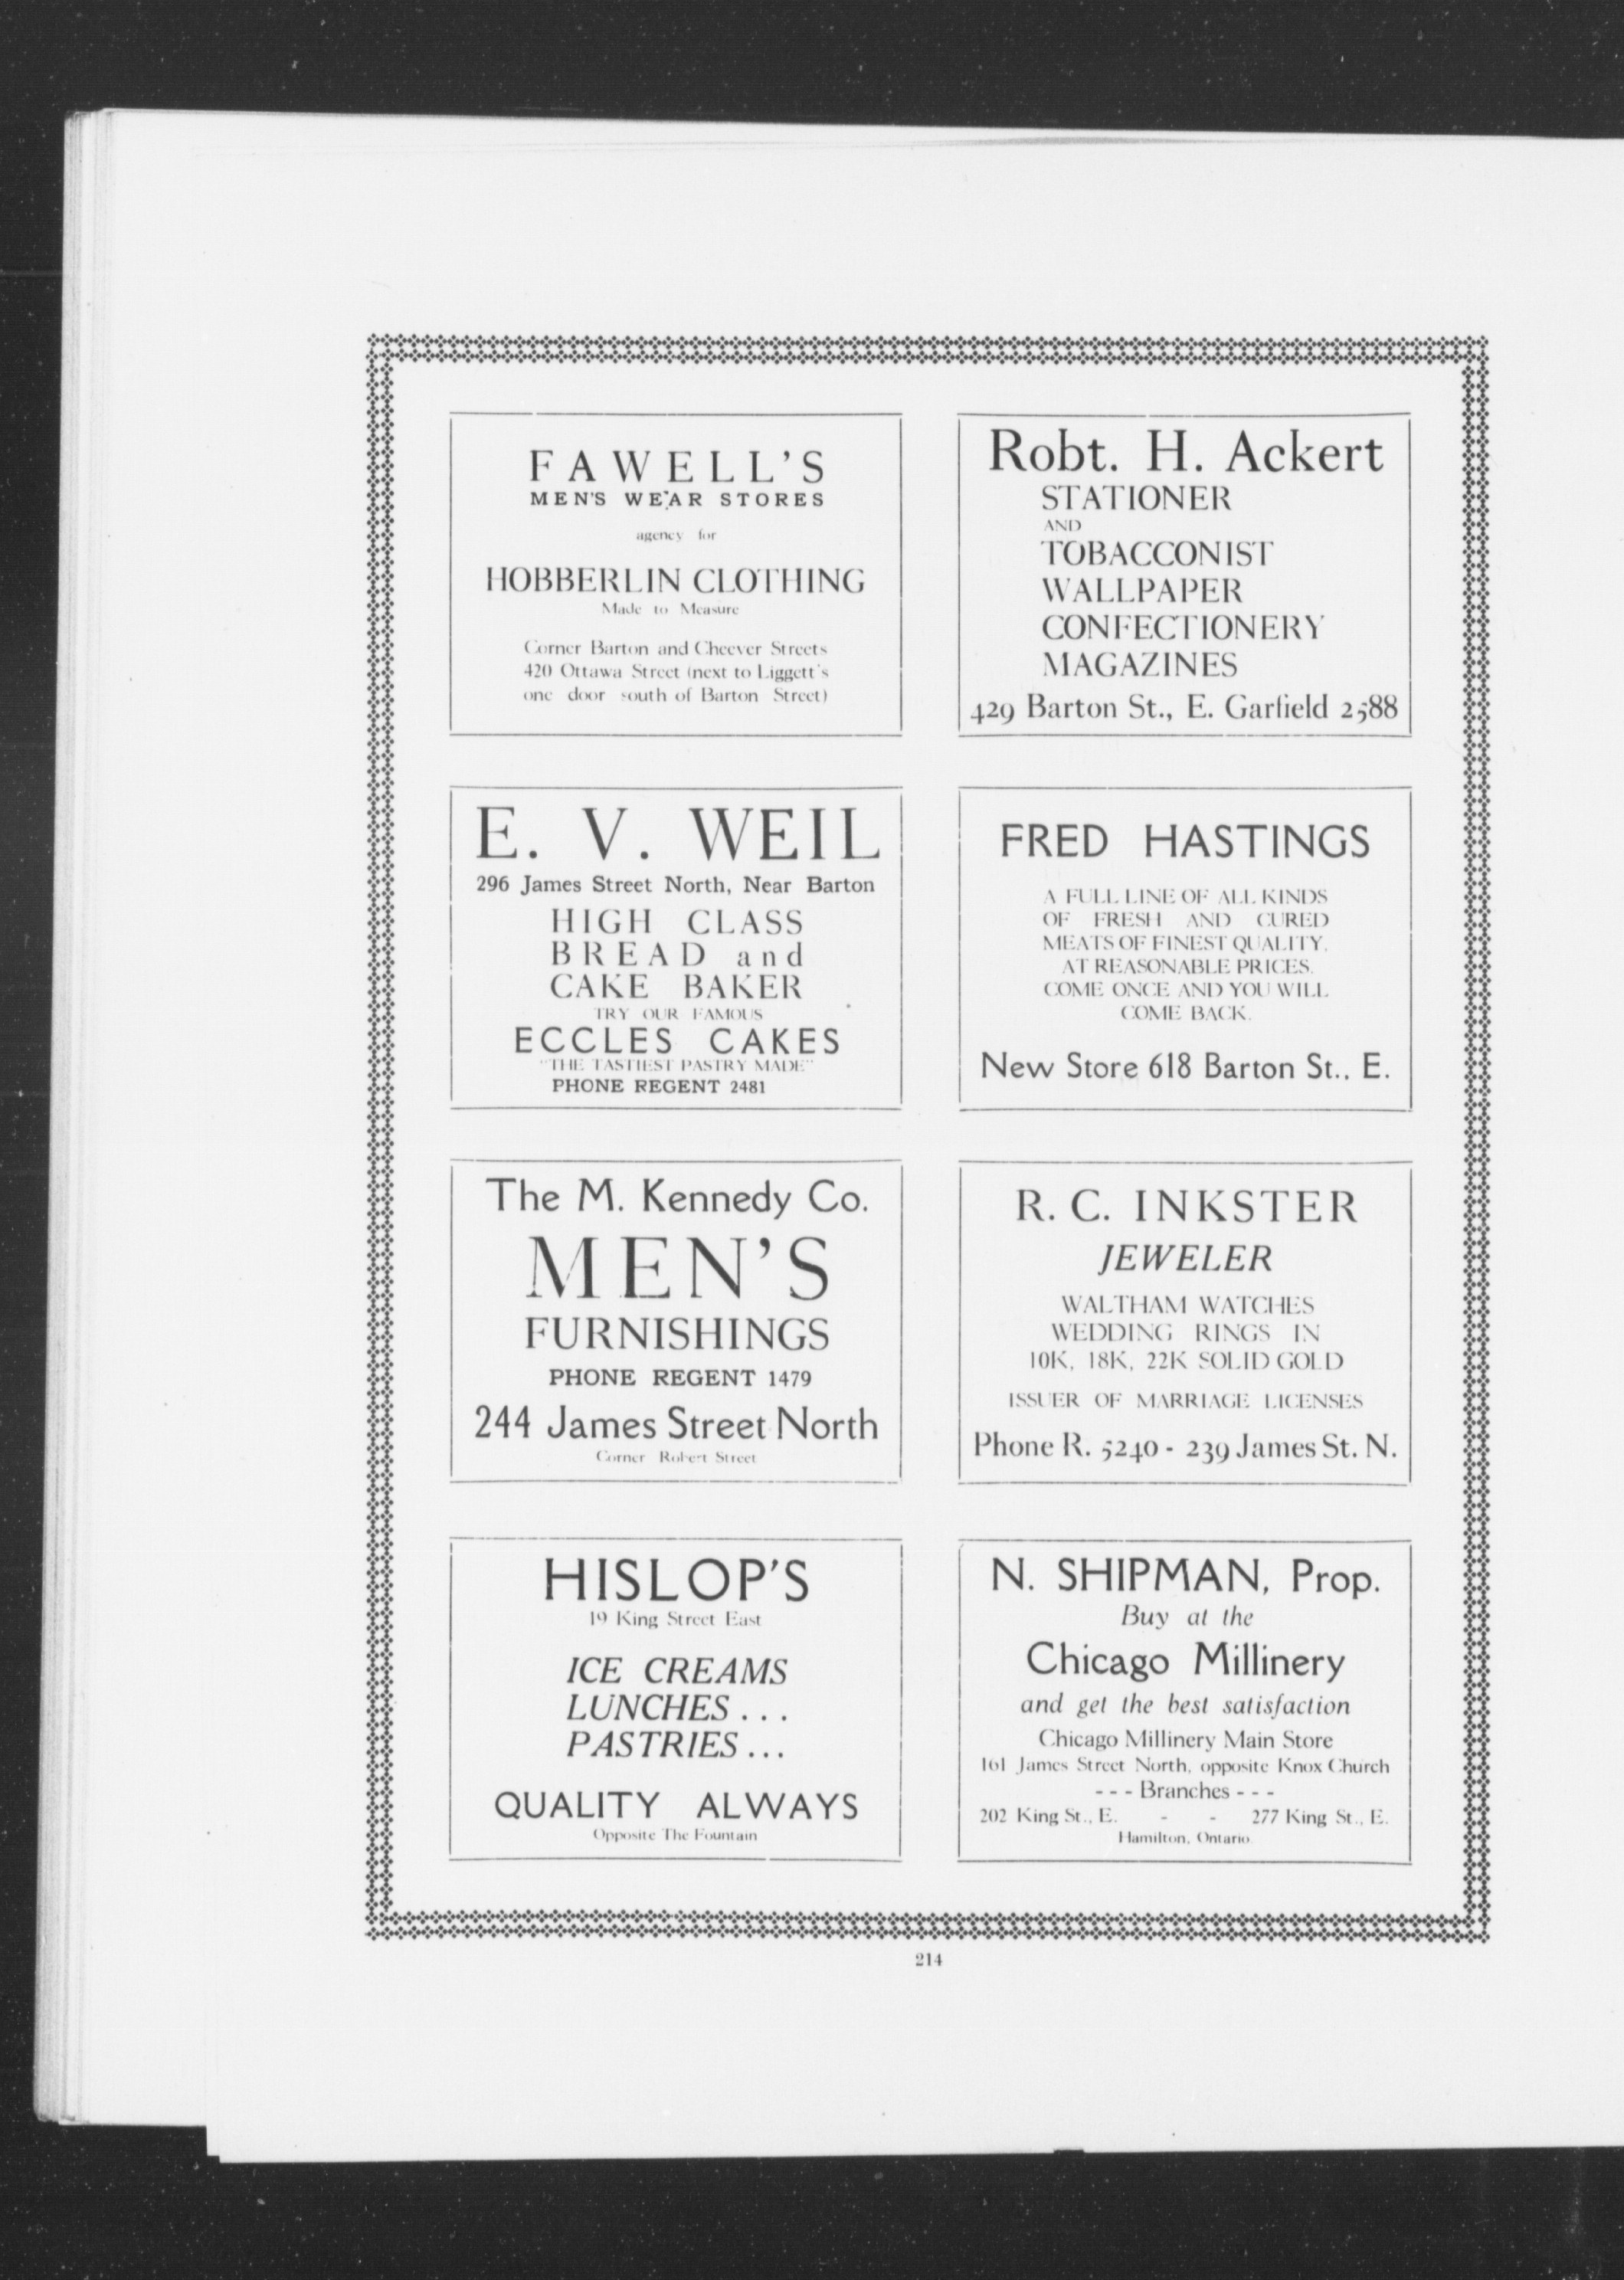 FAWELL'S
MEN'S WEAR STORES
agency for
HOBBERLIN CLOTHING
Made to Measure
Corner Barton and Cheever Streets
420 Ottawa Street (next to Liggett's
one door south of Barton Street)
Robt. H. Ackert
STATIONER
AND
TOBACCONIST
WALLPAPER
CONFECTIONERY
MAGAZINES
429 Barton St., E. Garfield 2588
E. V. WEIL
296 James Street North, Near Barton
HIGH CLASS
BREAD and
CAKE BAKER
TRY OUR FAMOUS
ECCLES CAKES
"THE TASTIEST PASTRY MADE"
PHONE REGENT 2481
FRED HASTINGS
A FULL LINE OF ALL KINDS
OF FRESH AND CURED
MEATS OF FINEST QUALITY,
AT REASONABLE PRICES.
COME ONCE AND YOU WILL
COME BACK.
New Store 618 Barton St., E.
The M. Kennedy Co.
MEN'S
FURNISHINGS
PHONE REGENT 1479
244 James Street North
Corner Robert Street
R. C. INKSTER
JEWELER
WALTHAM WATCHES
WEDDING RINGS IN
10K, 18K, 22K SOLID GOLD
ISSUER OF MARRIAGE LICENSES
Phone R. 5240 - 239 James St. N.
HISLOP'S
19 King Street East
ICE CREAMS
LUNCHES . . .
PASTRIES . . .
QUALITY ALWAYS
Opposite The Fountain
N. SHIPMAN, Prop.
Buy at the
Chicago Millinery
and get the best satisfaction
Chicago Millinery Main Store
161 James Street North, opposite Knox Church
- - - Branches - - -
202 King St., E. - - 277 King St., E.
Hamilton, Ontario
214